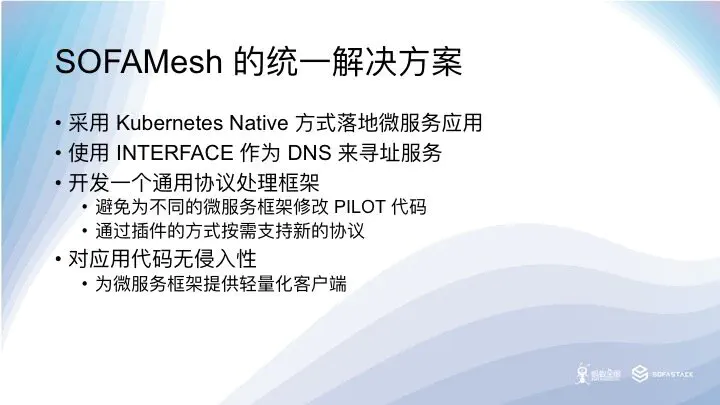 SOFAMesh 的统一解决方案
• 采用 Kubernetes Native 方式落地微服务应用
• 使用 INTERFACE 作为 DNS 来寻址服务
• 开发一个通用协议处理框架
• 避免为不同的微服务框架修改 PILOT 代码
• 通过插件的方式按需支持新的协议
• 对应用代码无侵入性
• 为微服务框架提供轻量化客户端
蚂蚁金服
SOFASTACK